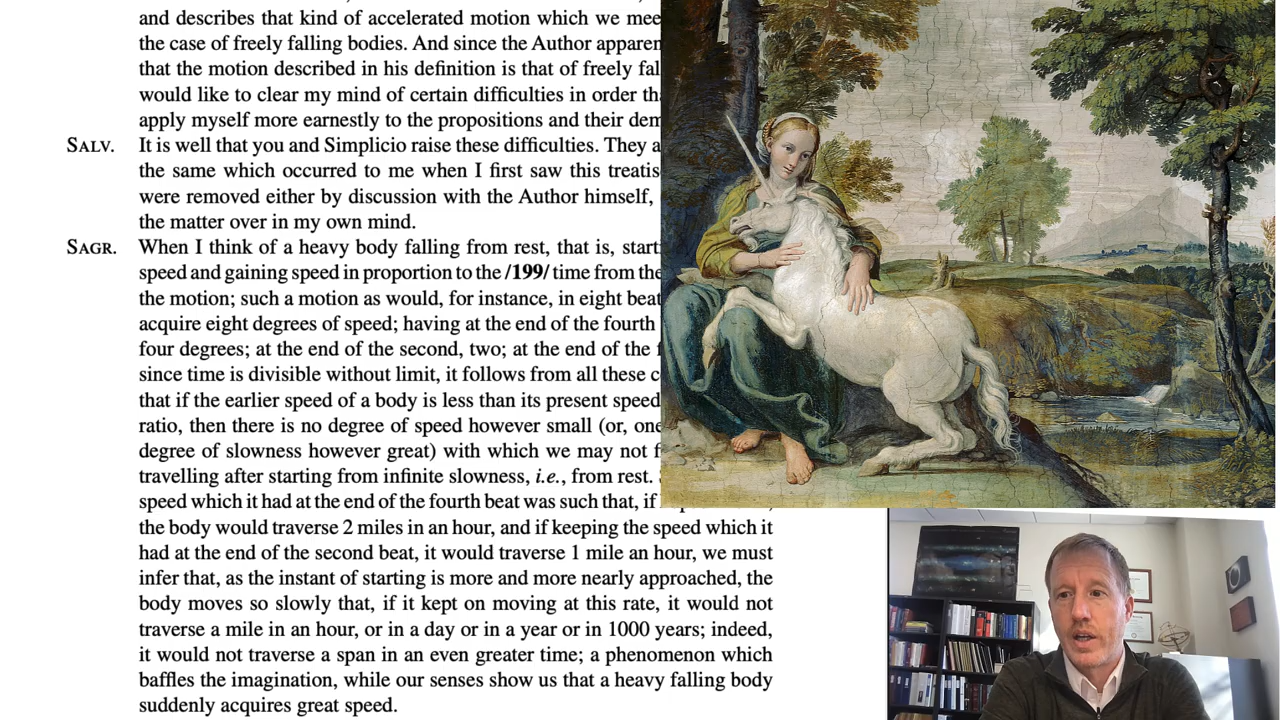 and describes that kind of accelerated motion which we mee
the case of freely falling bodies. And since the Author apparen
that the motion described in his definition is that of freely fal
would like to clear my mind of certain difficulties in order th
apply myself more earnestly to the propositions and their dem
SALV. It is well that you and Simplicio raise these difficulties. They a
the same which occurred to me when I first saw this treatis
were removed either by discussion with the Author himself,
the matter over in my own mind.
SAGR. When I think of a heavy body falling from rest, that is, start
speed and gaining speed in proportion to the /199/ time from the
the motion; such a motion as would, for instance, in eight beat
acquire eight degrees of speed; having at the end of the fourth
four degrees; at the end of the second, two; at the end of the
since time is divisible without limit, it follows from all these c
that if the earlier speed of a body is less than its present speed
ratio, then there is no degree of speed however small (or, one
degree of slowness however great) with which we may not f
travelling after starting from infinite slowness, i.e., from rest.
speed which it had at the end of the fourth beat was such that, if
the body would traverse 2 miles in an hour, and if keeping the speed which it
had at the end of the second beat, it would traverse 1 mile an hour, we must
infer that, as the instant of starting is more and more nearly approached, the
body moves so slowly that, if it kept on moving at this rate, it would not
traverse a mile in an hour, or in a day or in a year or in 1000 years; indeed,
it would not traverse a span in an even greater time; a phenomenon which
baffles the imagination, while our senses show us that a heavy falling body
suddenly acquires great speed.